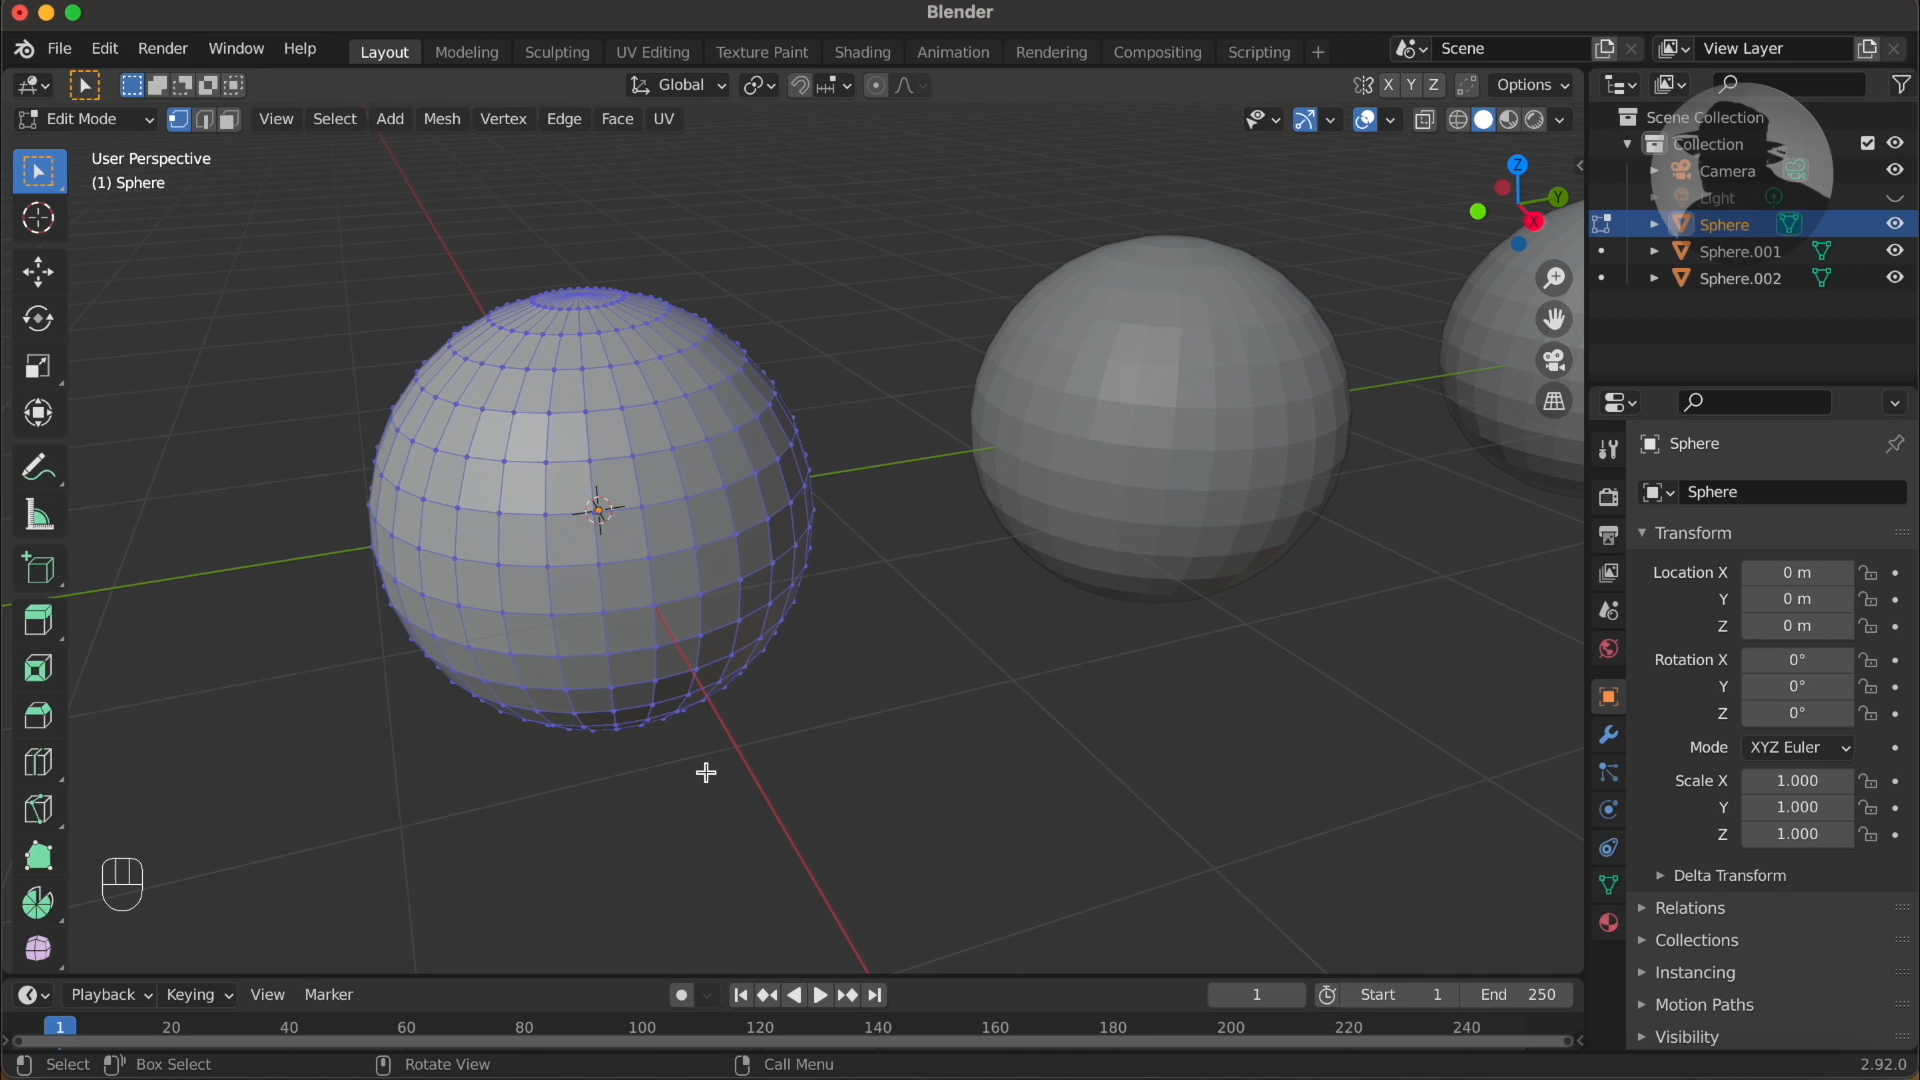 Blender
File Edit Render Window Help Layout Modeling Sculpting UV Editing Texture Paint Shading Animation Rendering Compositing Scripting + Scene View Layer
Global X Y Z Options
Edit Mode View Select Add Mesh Vertex Edge Face UV
User Perspective
(1) Sphere
Z
Y
X
Scene Collection
Collection
Camera
Light
Sphere
Sphere.001
Sphere.002
Sphere
Sphere
Transform
Location X 0 m
Y 0 m
Z 0 m
Rotation X 0°
Y 0°
Z 0°
Mode XYZ Euler
Scale X 1.000
Y 1.000
Z 1.000
Delta Transform
Relations
Collections
Instancing
Motion Paths
Visibility
Playback Keying View Marker 1 Start 1 End 250
1 20 40 60 80 100 120 140 160 180 200 220 240
Select Box Select Rotate View Call Menu 2.92.0